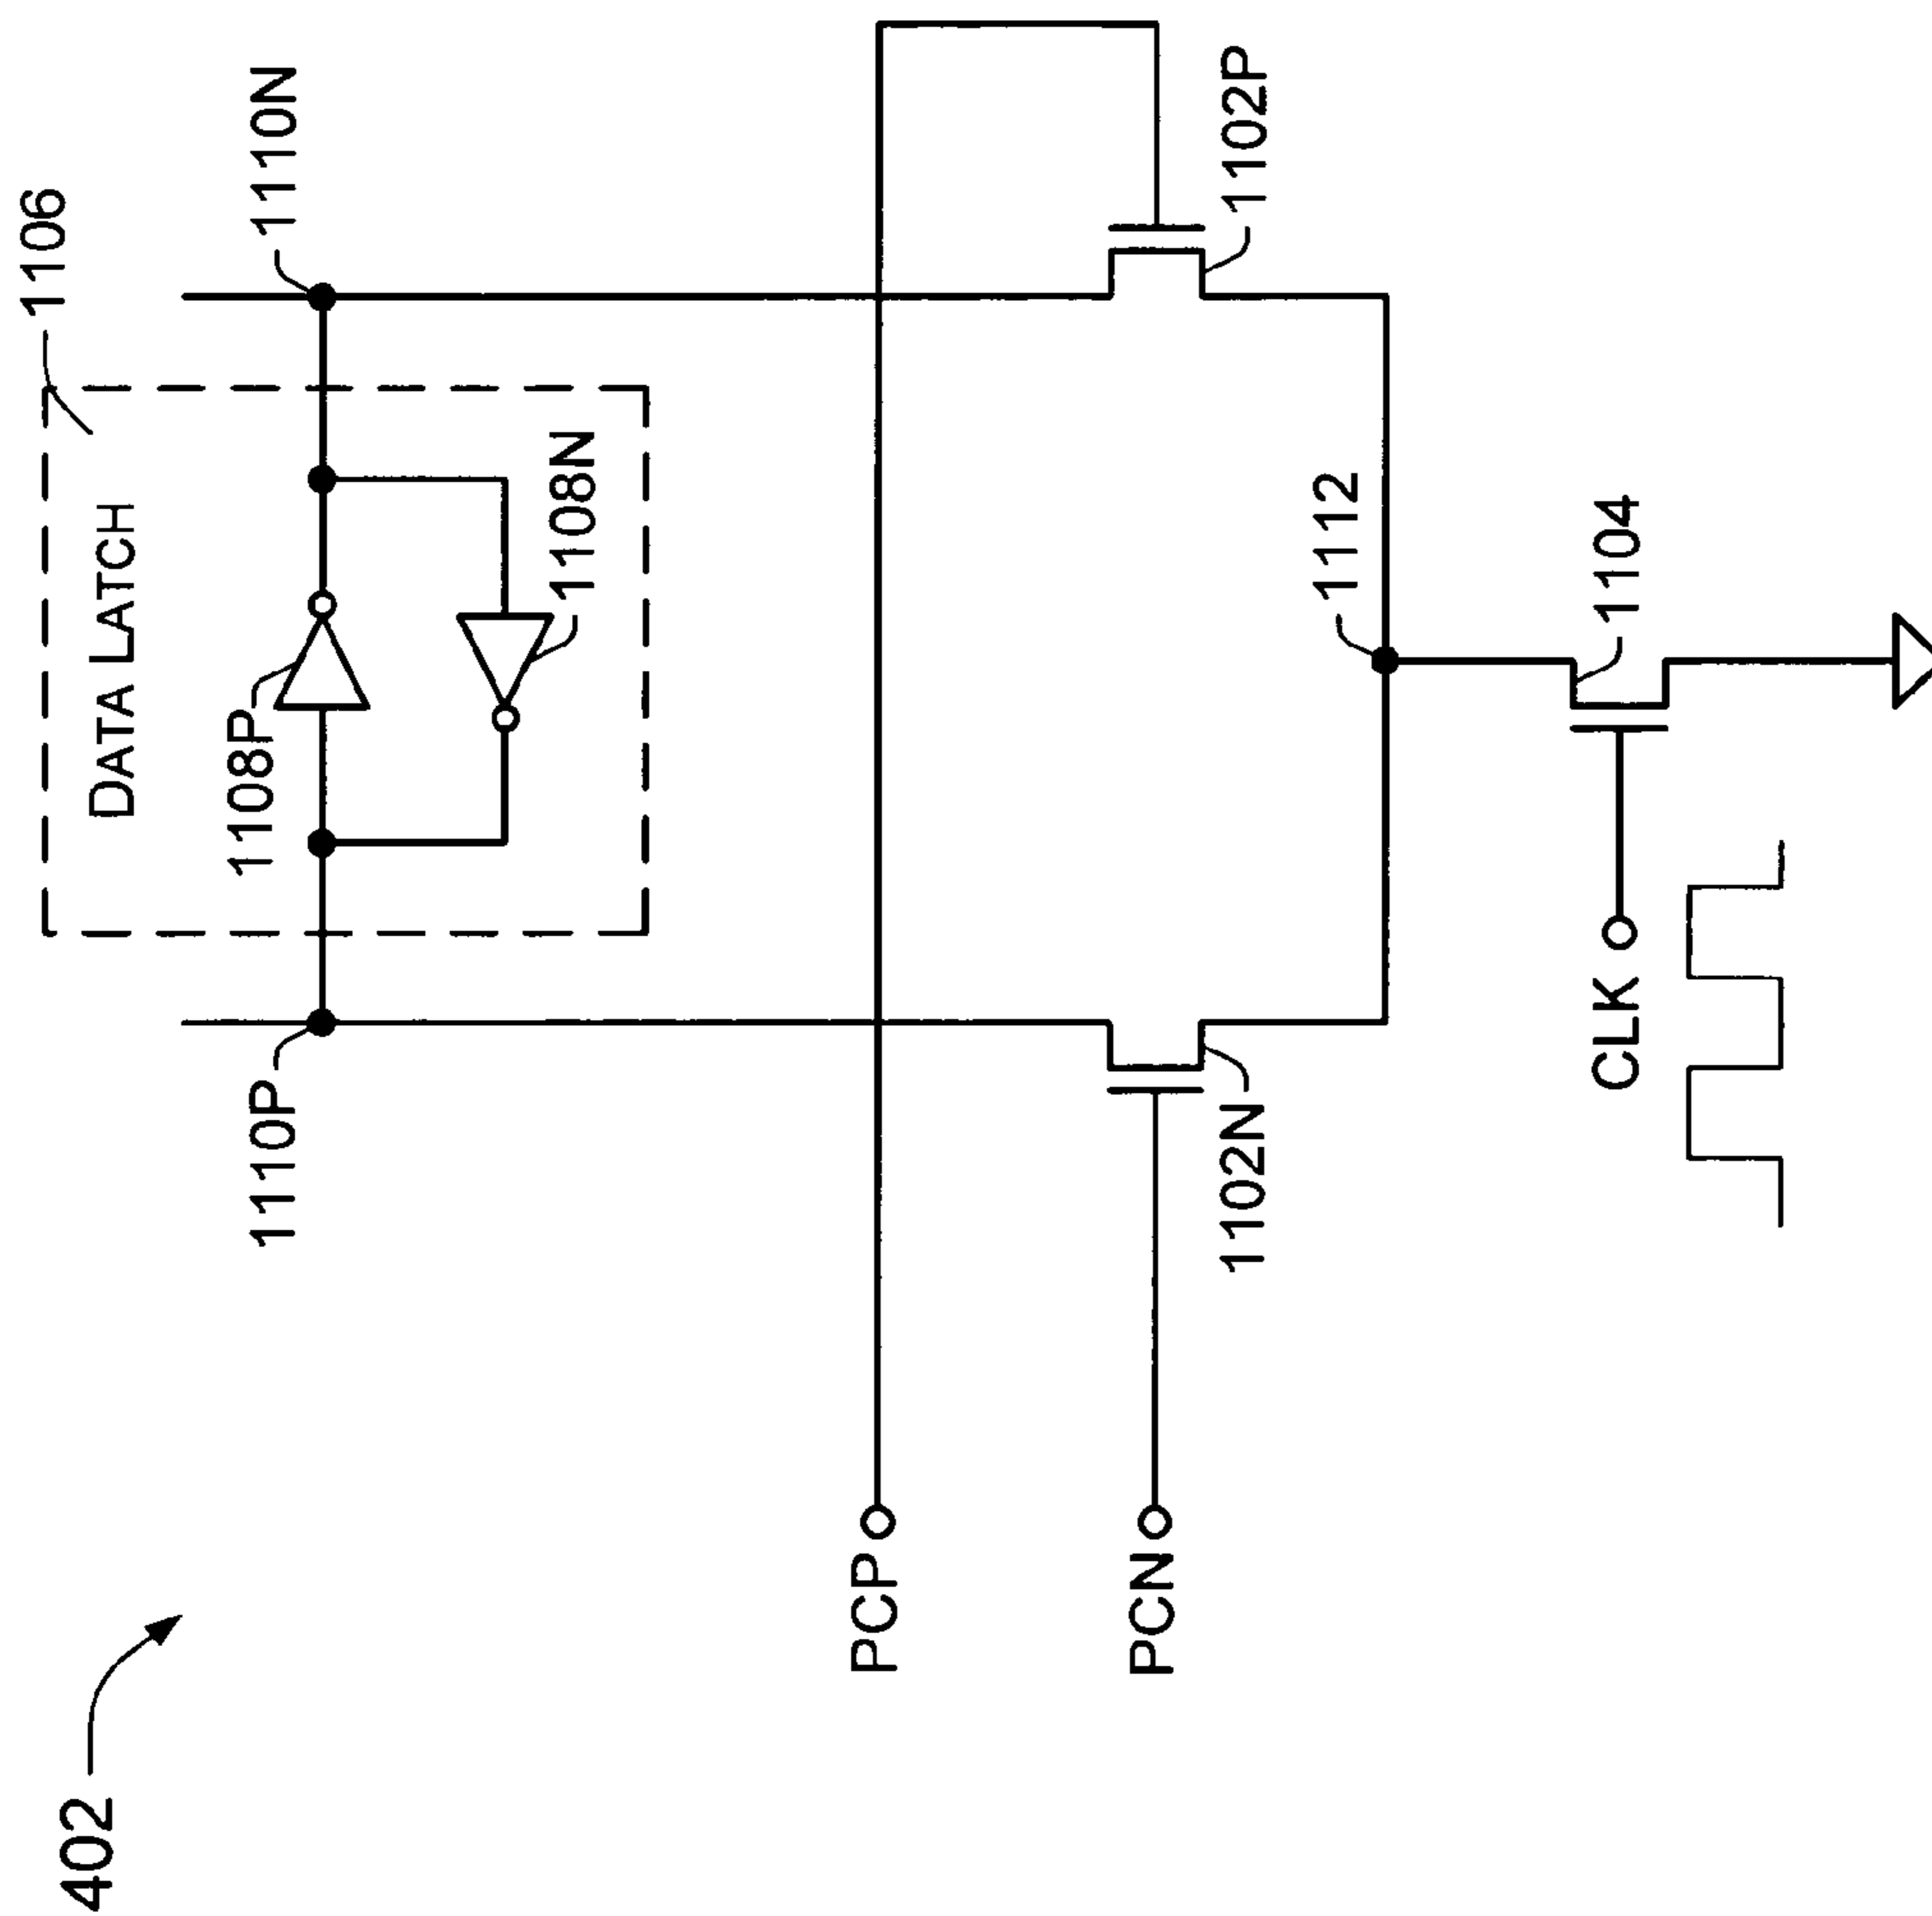 402
1106
DATA LATCH
1110P
1108P
1110N
1108N
PCP
PCN
1102N
1102P
1112
1104
CLK